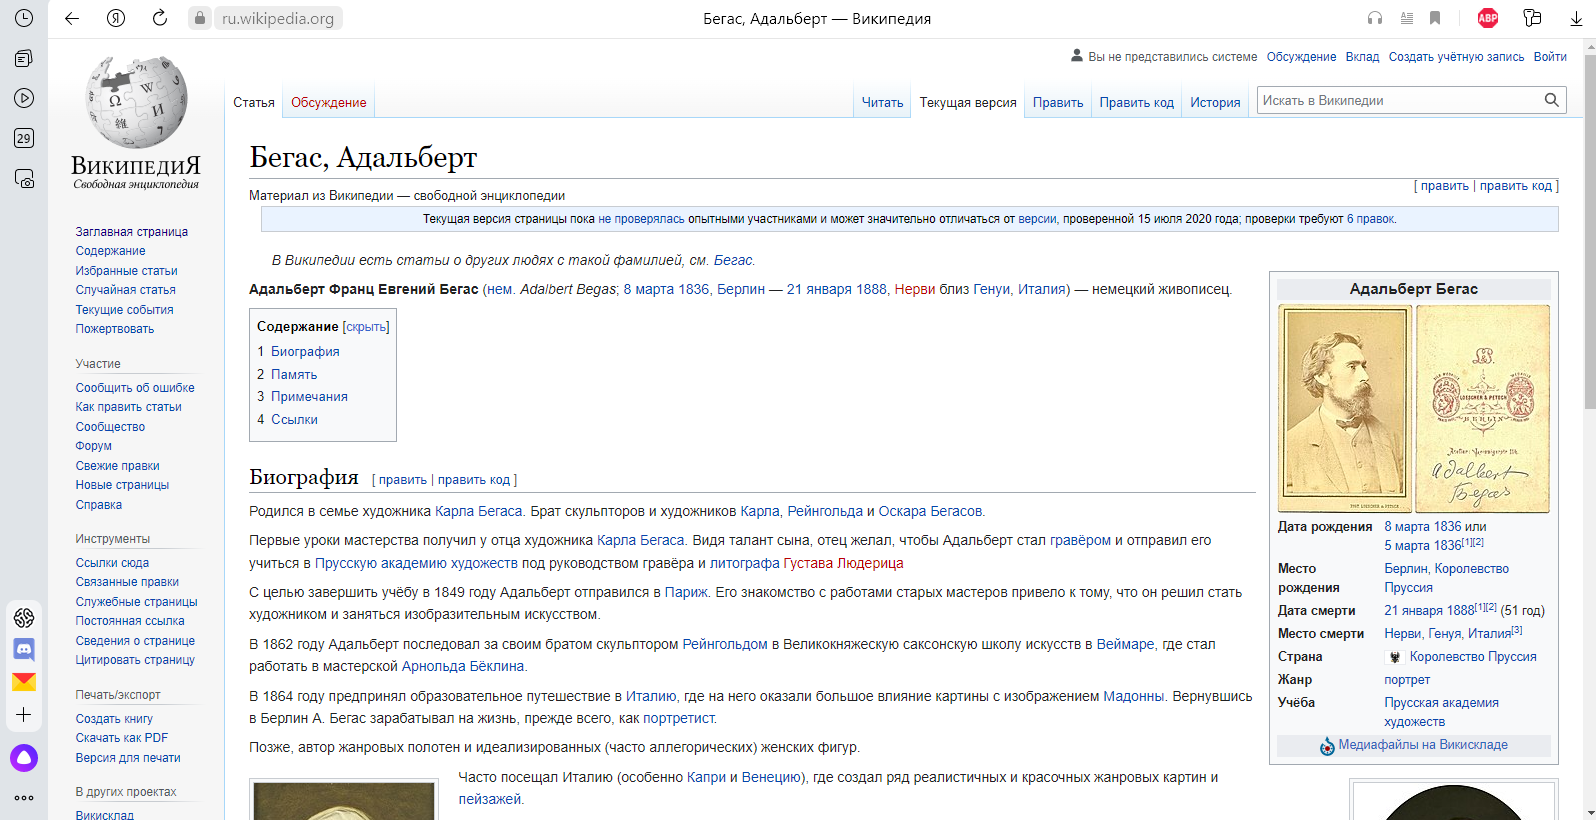 ru.wikipedia.org
Бегас, Адальберт — Википедия
ABP
29
Вы не представились системе Обсуждение Вклад Создать учётную запись Войти
ВикипедиЯ
Свободная энциклопедия
Статья Обсуждение Читать Текущая версия Править Править код История Искать в Википедии
Бегас, Адальберт
[ править | править код ]
Материал из Википедии — свободной энциклопедии
Текущая версия страницы пока не проверялась опытными участниками и может значительно отличаться от версии, проверенной 15 июля 2020 года; проверки требуют 6 правок.
В Википедии есть статьи о других людях с такой фамилией, см. Бегас.
Адальберт Франц Евгений Бегас (нем. Adalbert Begas; 8 марта 1836, Берлин — 21 января 1888, Нерви близ Генуи, Италия) — немецкий живописец.
Содержание [скрыть]
1 Биография
2 Память
3 Примечания
4 Ссылки
Биография [ править | править код ]
Родился в семье художника Карла Бегаса. Брат скульпторов и художников Карла, Рейнгольда и Оскара Бегасов.
Первые уроки мастерства получил у отца художника Карла Бегаса. Видя талант сына, отец желал, чтобы Адальберт стал гравёром и отправил его
учиться в Прусскую академию художеств под руководством гравёра и литографа Густава Людерица
С целью завершить учёбу в 1849 году Адальберт отправился в Париж. Его знакомство с работами старых мастеров привело к тому, что он решил стать
художником и заняться изобразительным искусством.
В 1862 году Адальберт последовал за своим братом скульптором Рейнгольдом в Великокняжескую саксонскую школу искусств в Веймаре, где стал
работать в мастерской Арнольда Бёклина.
В 1864 году предпринял образовательное путешествие в Италию, где на него оказали большое влияние картины с изображением Мадонны. Вернувшись
в Берлин А. Бегас зарабатывал на жизнь, прежде всего, как портретист.
Позже, автор жанровых полотен и идеализированных (часто аллегорических) женских фигур.
Часто посещал Италию (особенно Капри и Венецию), где создал ряд реалистичных и красочных жанровых картин и
пейзажей.
Адальберт Бегас
LOESCHER & PETSCH
BERLIN
Adalbert
Begas
Дата рождения 8 марта 1836 или
5 марта 1836[1][2]
Место рождения Берлин, Королевство
Пруссия
Дата смерти 21 января 1888[1][2] (51 год)
Место смерти Нерви, Генуя, Италия[3]
Страна Королевство Пруссия
Жанр портрет
Учёба Прусская академия
художеств
Медиафайлы на Викискладе
Заглавная страница
Содержание
Избранные статьи
Случайная статья
Текущие события
Пожертвовать
Участие
Сообщить об ошибке
Как править статьи
Сообщество
Форум
Свежие правки
Новые страницы
Справка
Инструменты
Ссылки сюда
Связанные правки
Служебные страницы
Постоянная ссылка
Сведения о странице
Цитировать страницу
Печать/экспорт
Создать книгу
Скачать как PDF
Версия для печати
В других проектах
Викисклад